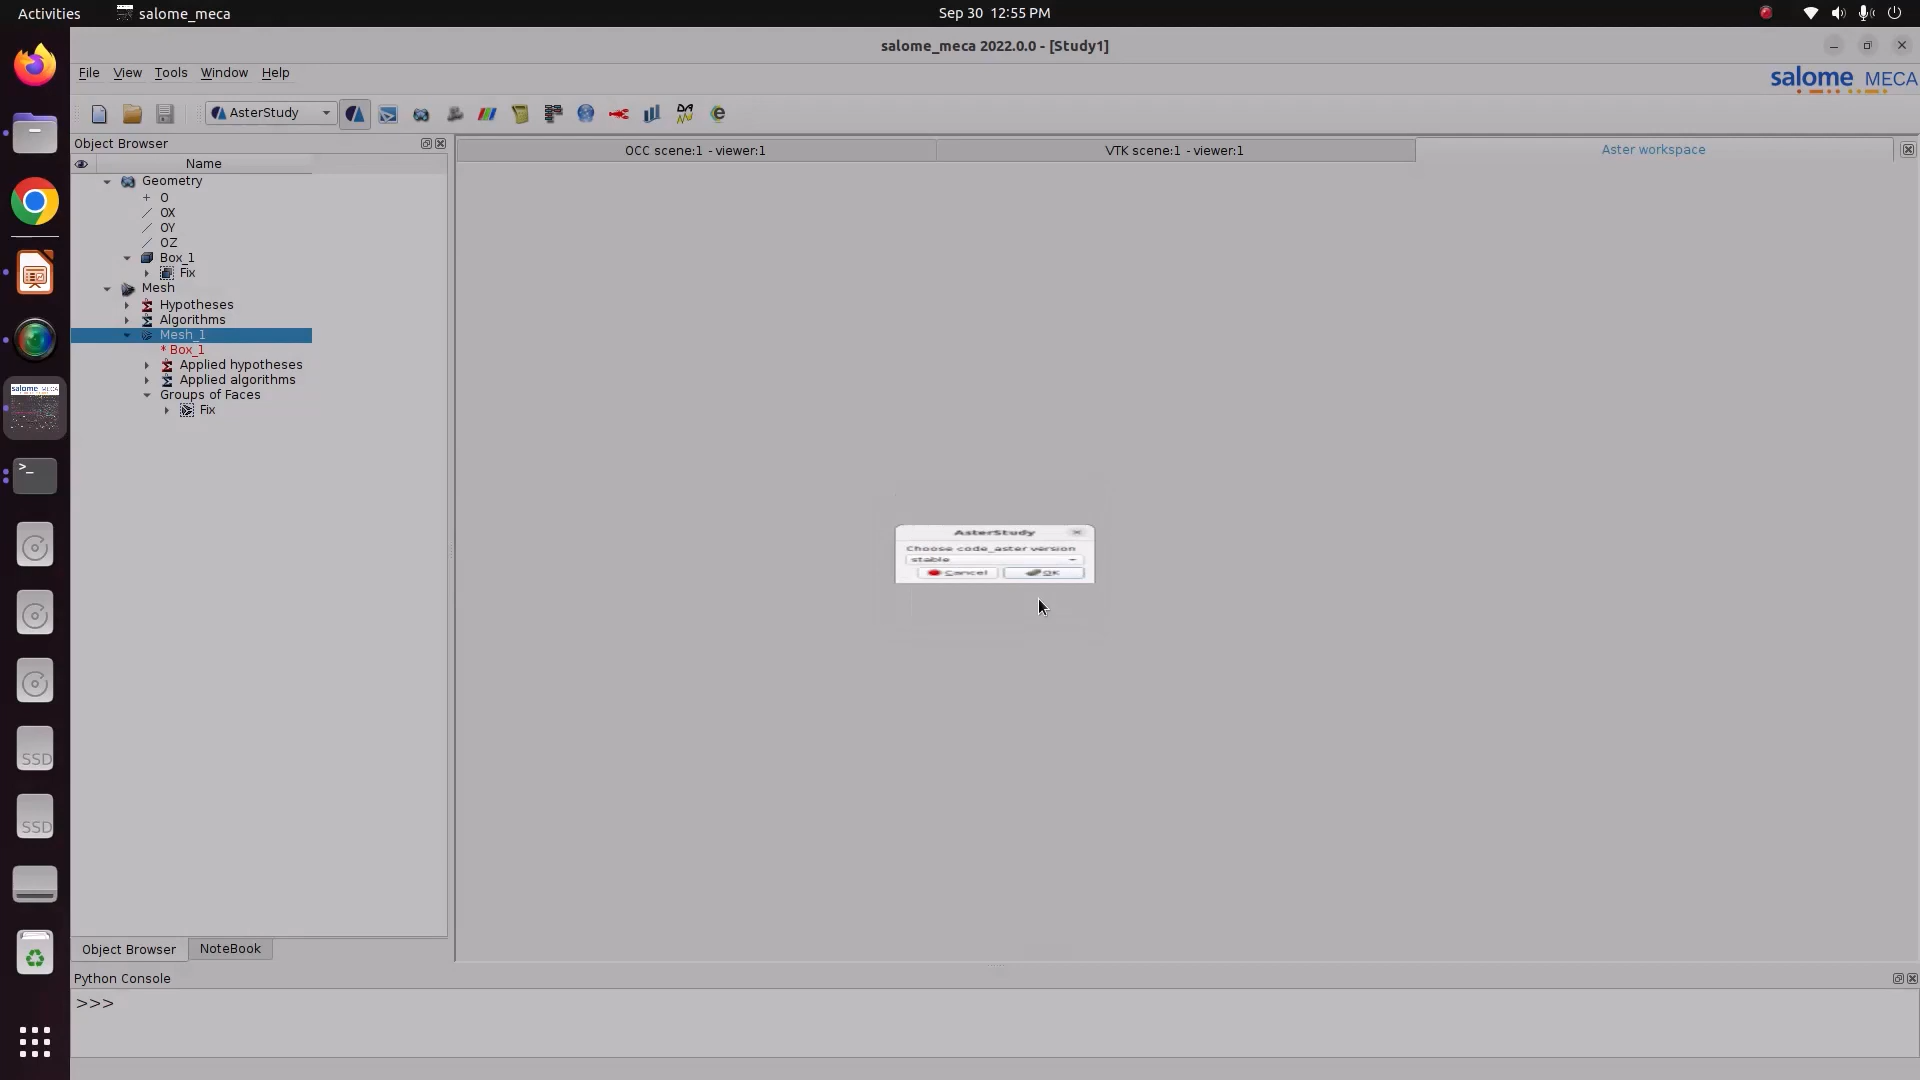 Activities
salome_meca
Sep 30 12:55 PM
salome_meca 2022.0.0 - [Study1]
File View Tools Window Help
salome MECA
AsterStudy
Object Browser
OCC scene:1 - viewer:1
VTK scene:1 - viewer:1
Aster workspace
Name
Geometry
O
OX
OY
OZ
Box_1
Fix
Mesh
Hypotheses
Algorithms
Mesh_1
* Box_1
Applied hypotheses
Applied algorithms
Groups of Faces
Fix
AsterStudy
Choose code_aster version
stable
Cancel
OK
salome MECA
>_
SSD
SSD
Object Browser
NoteBook
Python Console
>>>